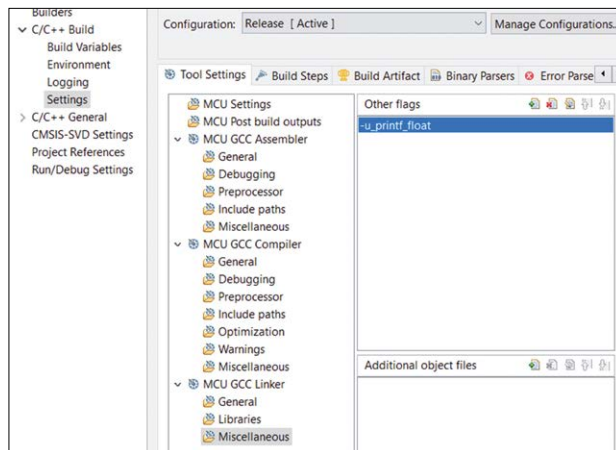 Builders
C/C++ Build
Build Variables
Environment
Logging
Settings
C/C++ General
CMSIS-SVD Settings
Project References
Run/Debug Settings
Configuration: Release [ Active ]
Manage Configurations.
Tool Settings
Build Steps
Build Artifact
Binary Parsers
Error Parse
MCU Settings
MCU Post build outputs
MCU GCC Assembler
General
Debugging
Preprocessor
Include paths
Miscellaneous
MCU GCC Compiler
General
Debugging
Preprocessor
Include paths
Optimization
Warnings
Miscellaneous
MCU GCC Linker
General
Libraries
Miscellaneous
Other flags
-u_printf_float
Additional object files